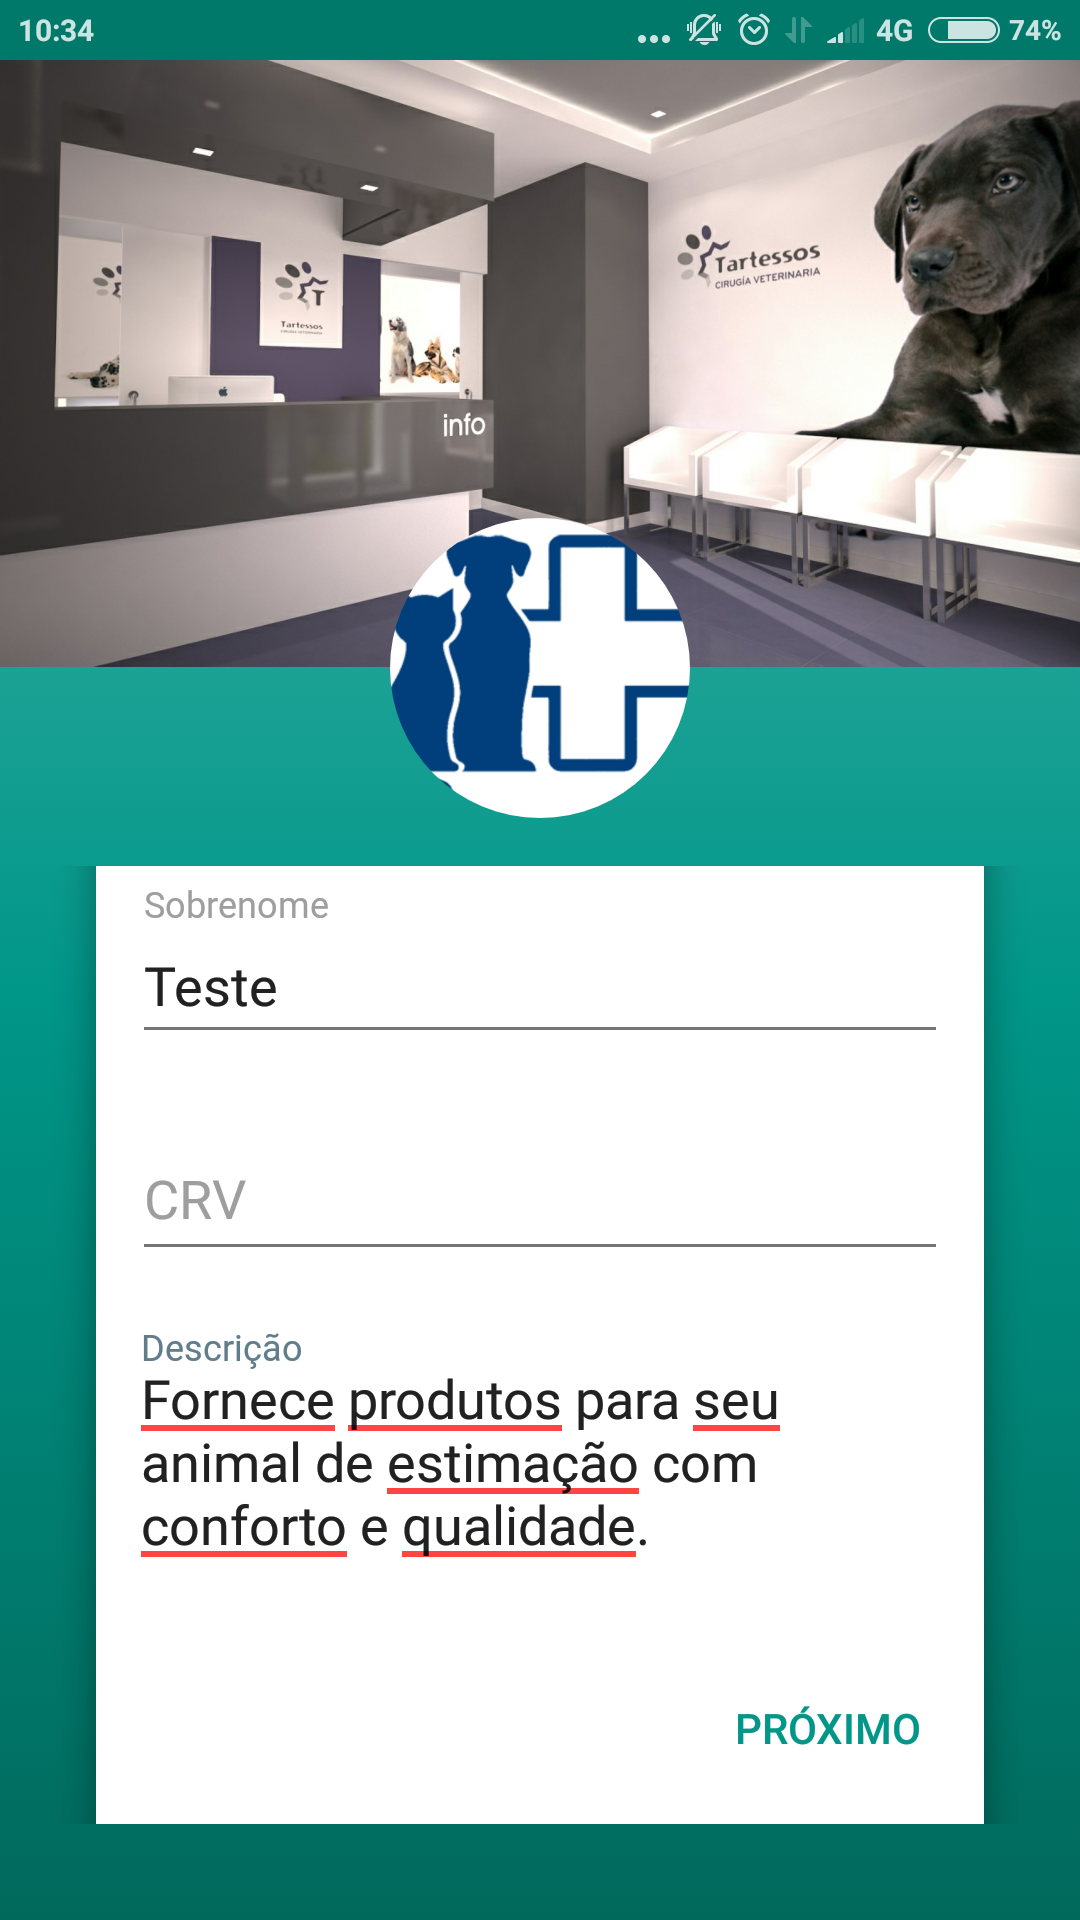 10:34
4G
74%
Tartessos
CIRUGÍA VETERINARIA
T
Tartessos
info
Sobrenome
Teste
CRV
Descrição
Fornece produtos para seu
animal de estimação com
conforto e qualidade.
PRÓXIMO